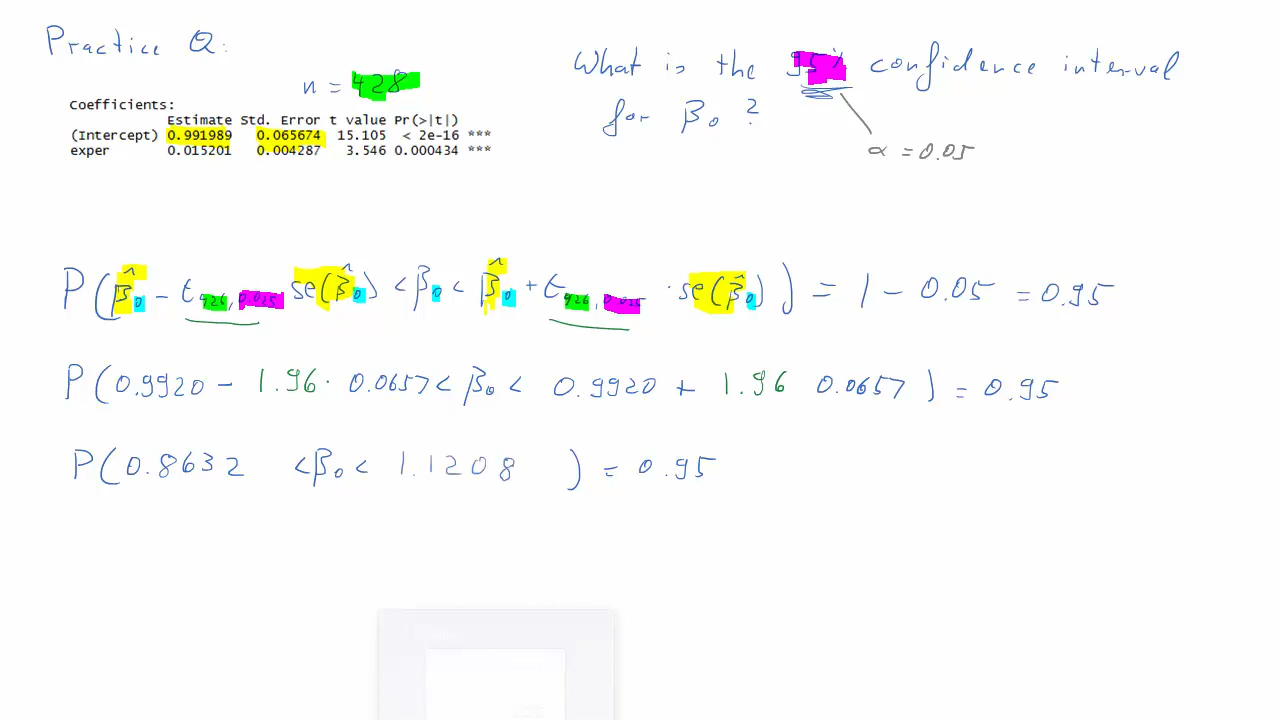 Practice Q:
What is the 95% confidence interval
for β₀ ?
n = 428
α = 0.05
Coefficients:
Estimate Std. Error t value Pr(>|t|)
(Intercept) 0.991989 0.065674 15.105 < 2e-16 ***
exper 0.015201 0.004287 3.546 0.000434 ***
P(β̂₀ - t₄₂₆,₀.₀₂₅ se(β̂₀) < β₀ < β̂₀ + t₄₂₆,₀.₀₂₅ · se(β̂₀)) = 1 - 0.05 = 0.95
P(0.9920 - 1.96 · 0.0657 < β₀ < 0.9920 + 1.96 0.0657) = 0.95
P(0.8632 < β₀ < 1.1208) = 0.95